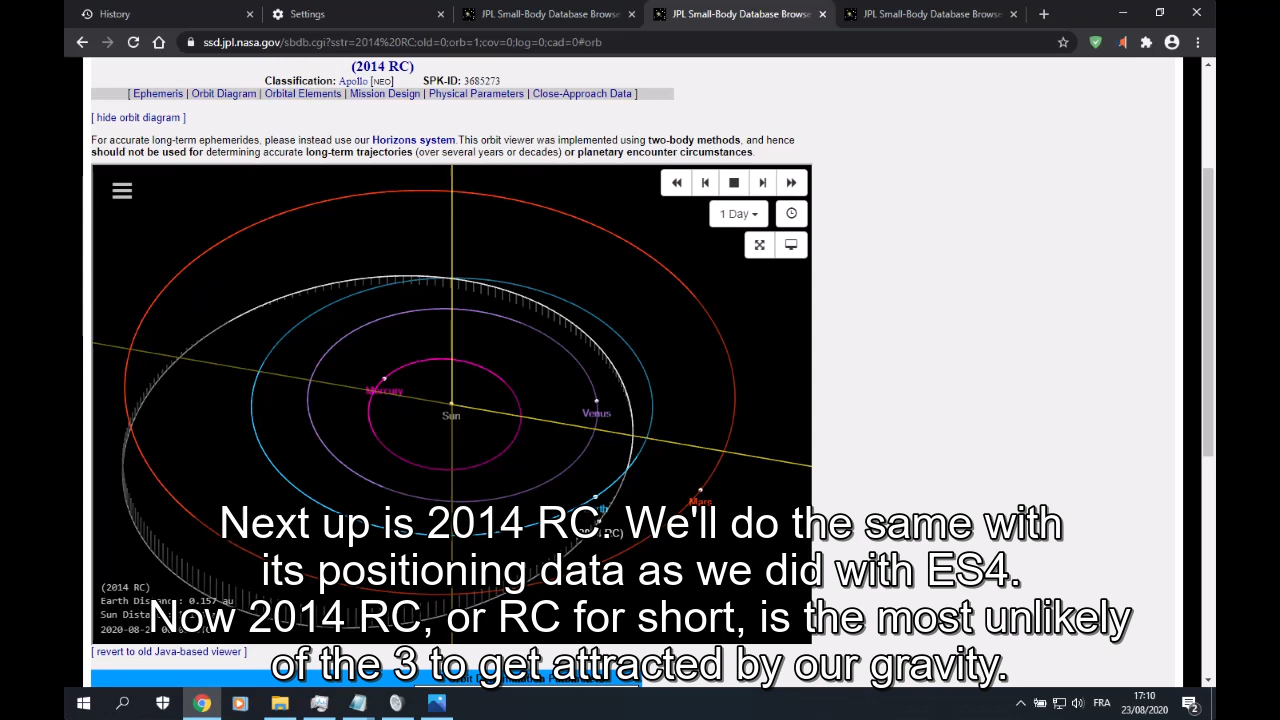 History
Settings
JPL Small-Body Database Browse
JPL Small-Body Database Browse
JPL Small-Body Database Browse
ssd.jpl.nasa.gov/sbdb.cgi?sstr=2014%20RC;old=0;orb=1;cov=0;log=0;cad=0#orb
(2014 RC)
Classification: Apollo [NEO] SPK-ID: 3685273
[ Ephemeris | Orbit Diagram | Orbital Elements | Mission Design | Physical Parameters | Close-Approach Data ]
[ hide orbit diagram ]
For accurate long-term ephemerides, please instead use our Horizons system.This orbit viewer was implemented using two-body methods, and hence
should not be used for determining accurate long-term trajectories (over several years or decades) or planetary encounter circumstances.
1 Day
Mercury
Sun
Venus
Mars
Next up is 2014 RC. We'll do the same with
its positioning data as we did with ES4.
Now 2014 RC, or RC for short, is the most unlikely
of the 3 to get attracted by our gravity.
(2014 RC)
Earth Distance : 0.157 au
Sun
[ revert to old Java-based viewer ]
FRA
17:10
23/08/2020
2